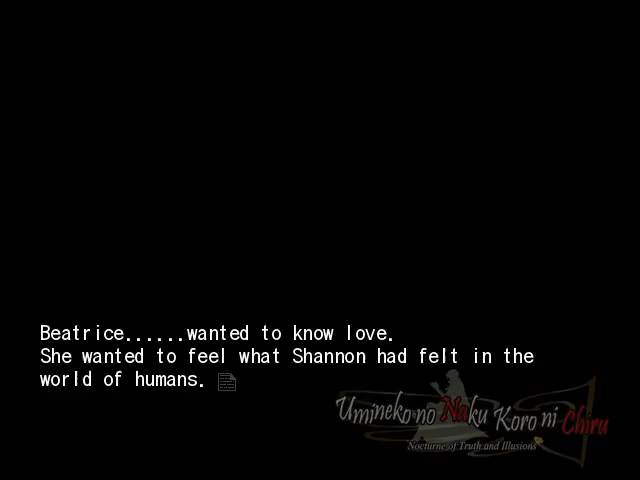 Beatrice......wanted to know love.
She wanted to feel what Shannon had felt in the
world of humans.
Umineko no Naku Koro ni Chiru
Nocturne of Truth and Illusions